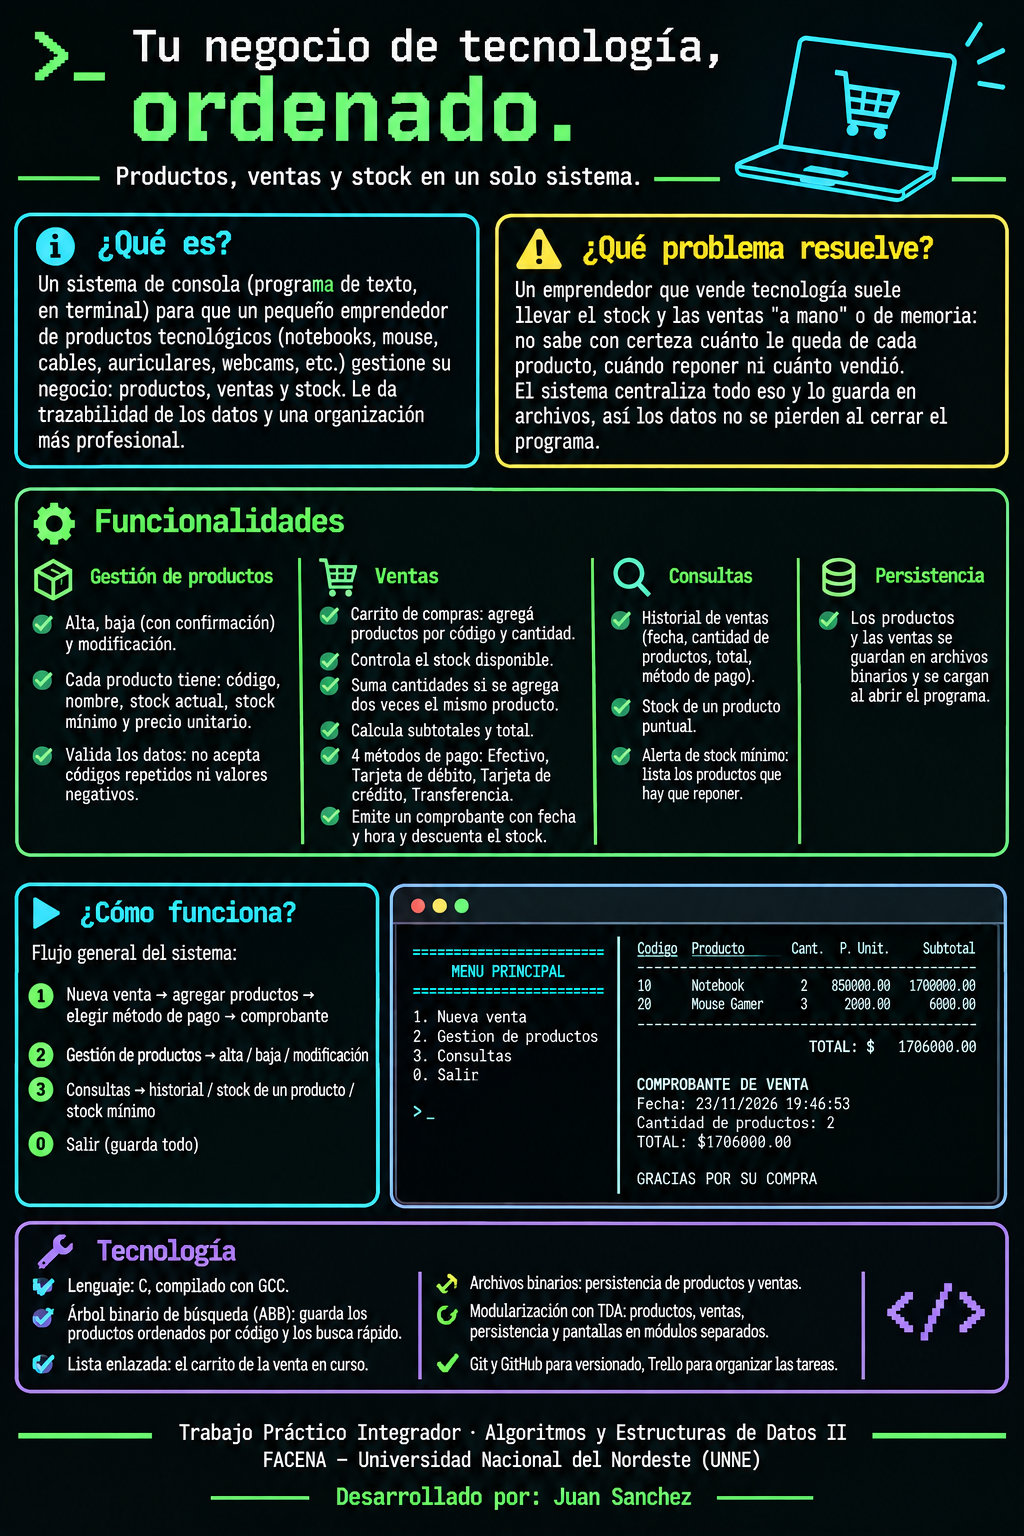 >_ Tu negocio de tecnología,
ordenado.
Productos, ventas y stock en un solo sistema.
¿Qué es?
Un sistema de consola (programa de texto,
en terminal) para que un pequeño emprendedor
de productos tecnológicos (notebooks, mouse,
cables, auriculares, webcams, etc.) gestione su
negocio: productos, ventas y stock. Le da
trazabilidad de los datos y una organización
más profesional.
¿Qué problema resuelve?
Un emprendedor que vende tecnología suele
llevar el stock y las ventas "a mano" o de memoria:
no sabe con certeza cuánto le queda de cada
producto, cuándo reponer ni cuánto vendió.
El sistema centraliza todo eso y lo guarda en
archivos, así los datos no se pierden al cerrar el
programa.
Funcionalidades
Gestión de productos
Alta, baja (con confirmación)
y modificación.
Cada producto tiene: código,
nombre, stock actual, stock
mínimo y precio unitario.
Valida los datos: no acepta
códigos repetidos ni valores
negativos.
Ventas
Carrito de compras: agregá
productos por código y cantidad.
Controla el stock disponible.
Suma cantidades si se agrega
dos veces el mismo producto.
Calcula subtotales y total.
4 métodos de pago: Efectivo,
Tarjeta de débito, Tarjeta de
crédito, Transferencia.
Emite un comprobante con fecha
y hora y descuenta el stock.
Consultas
Historial de ventas
(fecha, cantidad de
productos, total,
método de pago).
Stock de un producto
puntual.
Alerta de stock mínimo:
lista los productos que
hay que reponer.
Persistencia
Los productos
y las ventas se
guardan en archivos
binarios y se cargan
al abrir el programa.
¿Cómo funciona?
Flujo general del sistema:
1 Nueva venta → agregar productos →
elegir método de pago → comprobante
2 Gestión de productos → alta / baja / modificación
3 Consultas → historial / stock de un producto /
stock mínimo
0 Salir (guarda todo)
========================
MENU PRINCIPAL
========================
1. Nueva venta
2. Gestion de productos
3. Consultas
0. Salir
>_
Codigo Producto Cant. P. Unit. Subtotal
------------------------------------------
10 Notebook 2 850000.00 1700000.00
20 Mouse Gamer 3 2000.00 6000.00
------------------------------------------
TOTAL: $ 1706000.00
COMPROBANTE DE VENTA
Fecha: 23/11/2026 19:46:53
Cantidad de productos: 2
TOTAL: $1706000.00
GRACIAS POR SU COMPRA
Tecnología
Lenguaje: C, compilado con GCC.
Árbol binario de búsqueda (ABB): guarda los
productos ordenados por código y los busca rápido.
Lista enlazada: el carrito de la venta en curso.
Archivos binarios: persistencia de productos y ventas.
Modularización con TDA: productos, ventas,
persistencia y pantallas en módulos separados.
Git y GitHub para versionado, Trello para organizar las tareas.
</>
Trabajo Práctico Integrador · Algoritmos y Estructuras de Datos II
FACENA – Universidad Nacional del Nordeste (UNNE)
Desarrollado por: Juan Sanchez